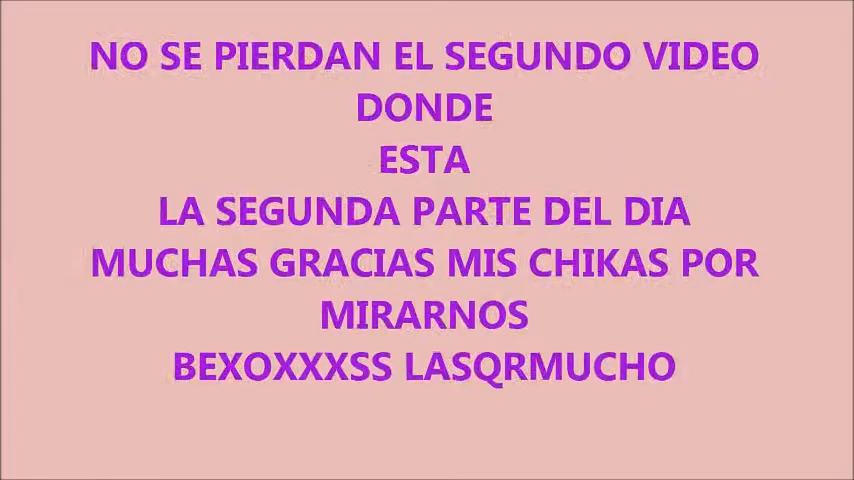 NO SE PIERDAN EL SEGUNDO VIDEO
DONDE
ESTA
LA SEGUNDA PARTE DEL DIA
MUCHAS GRACIAS MIS CHIKAS POR
MIRARNOS
BEXOXXXSS LASQRMUCHO